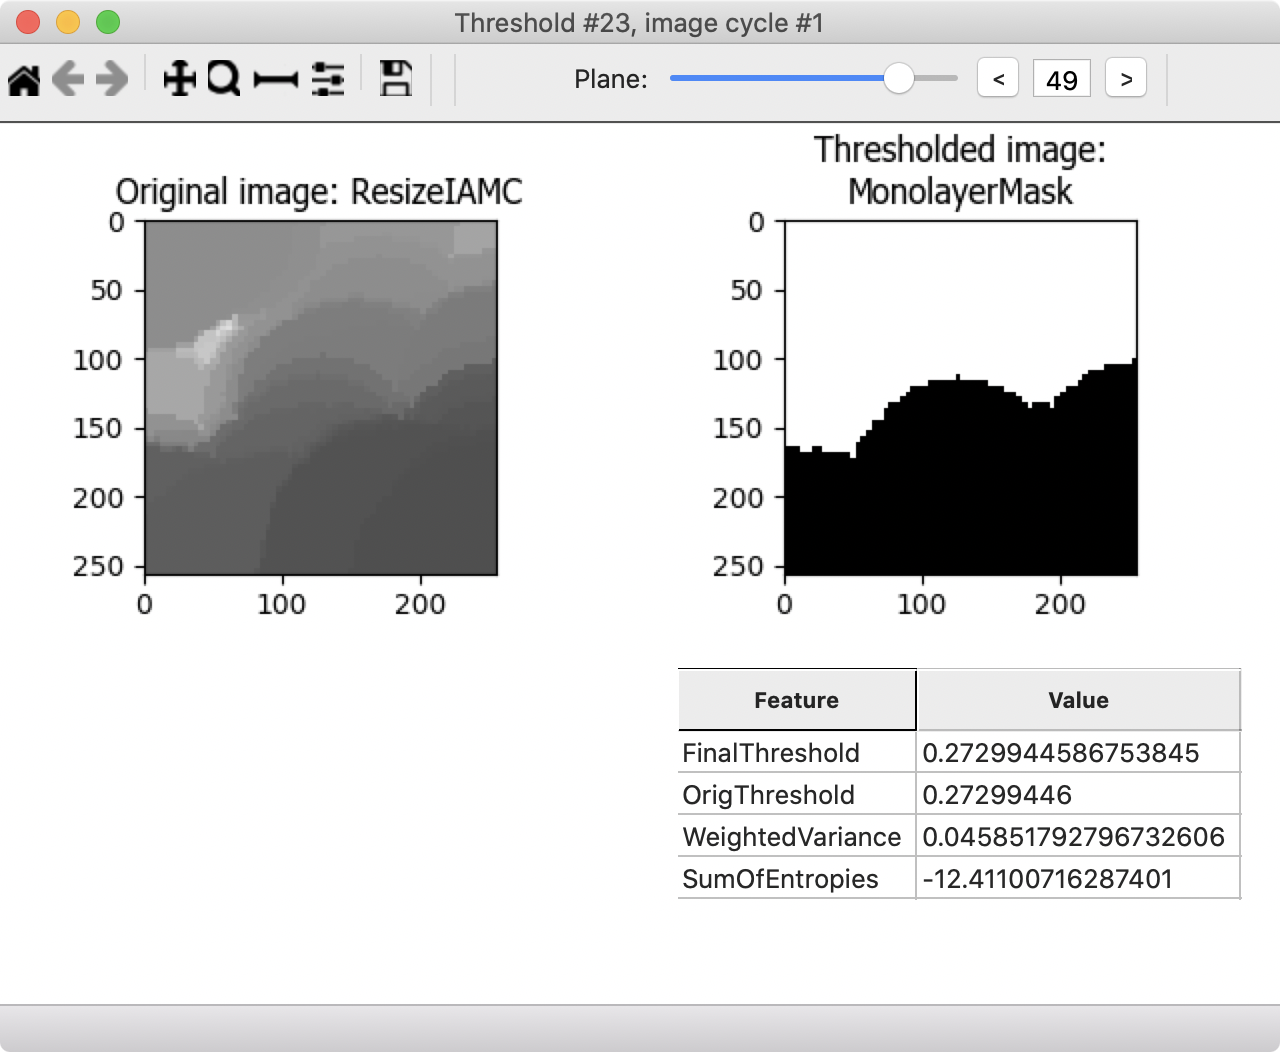 Threshold #23, image cycle #1
Plane:
<
49
>
Original image: ResizeIAMC
0
50
100
150
200
250
0
100
200
Thresholded image:
MonolayerMask
0
50
100
150
200
250
0
100
200
Feature Value
FinalThreshold 0.2729944586753845
OrigThreshold 0.27299446
WeightedVariance 0.045851792796732606
SumOfEntropies -12.41100716287401